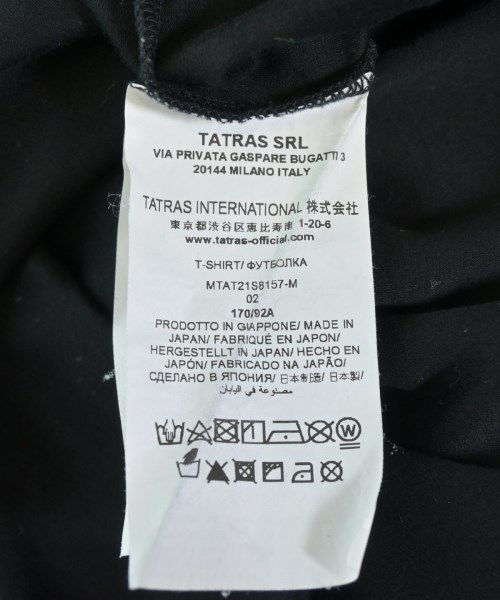 TATRAS SRL
VIA PRIVATA GASPARE BUGATTI 3
20144 MILANO ITALY
TATRAS INTERNATIONAL 株式会社
東京都渋谷区恵比寿南 1-20-6
www.tatras-official.com
T-SHIRT/ ФУТБОЛКА
MTAT21S8157-M
02
170/92A
PRODOTTO IN GIAPPONE/ MADE IN
JAPAN/ FABRIQUÉ EN JAPON/
HERGESTELLT IN JAPAN/ HECHO EN
JAPÓN/ FABRICADO NA JAPÃO/
СДЕЛАНО В ЯПОНИЯ/ 日本制造/ 日本製/
مصنوعة في اليابان
W